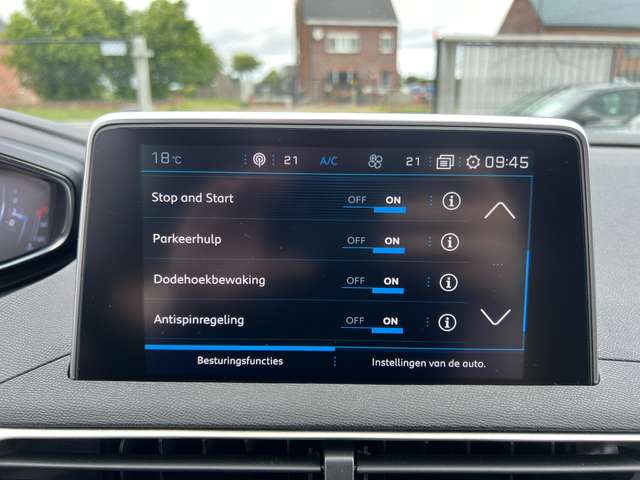 18°C 21 A/C 21 09:45
Stop and Start OFF ON i
Parkeerhulp OFF ON i
Dodehoekbewaking OFF ON i
Antispinregeling OFF ON i
Besturingsfuncties Instellingen van de auto.